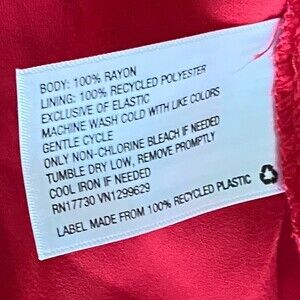 BODY: 100% RAYON
LINING: 100% RECYCLED POLYESTER
EXCLUSIVE OF ELASTIC
MACHINE WASH COLD WITH LIKE COLORS
GENTLE CYCLE
ONLY NON-CHLORINE BLEACH IF NEEDED
TUMBLE DRY LOW, REMOVE PROMPTLY
COOL IRON IF NEEDED
RN17730 VN1299629
LABEL MADE FROM 100% RECYCLED PLASTIC